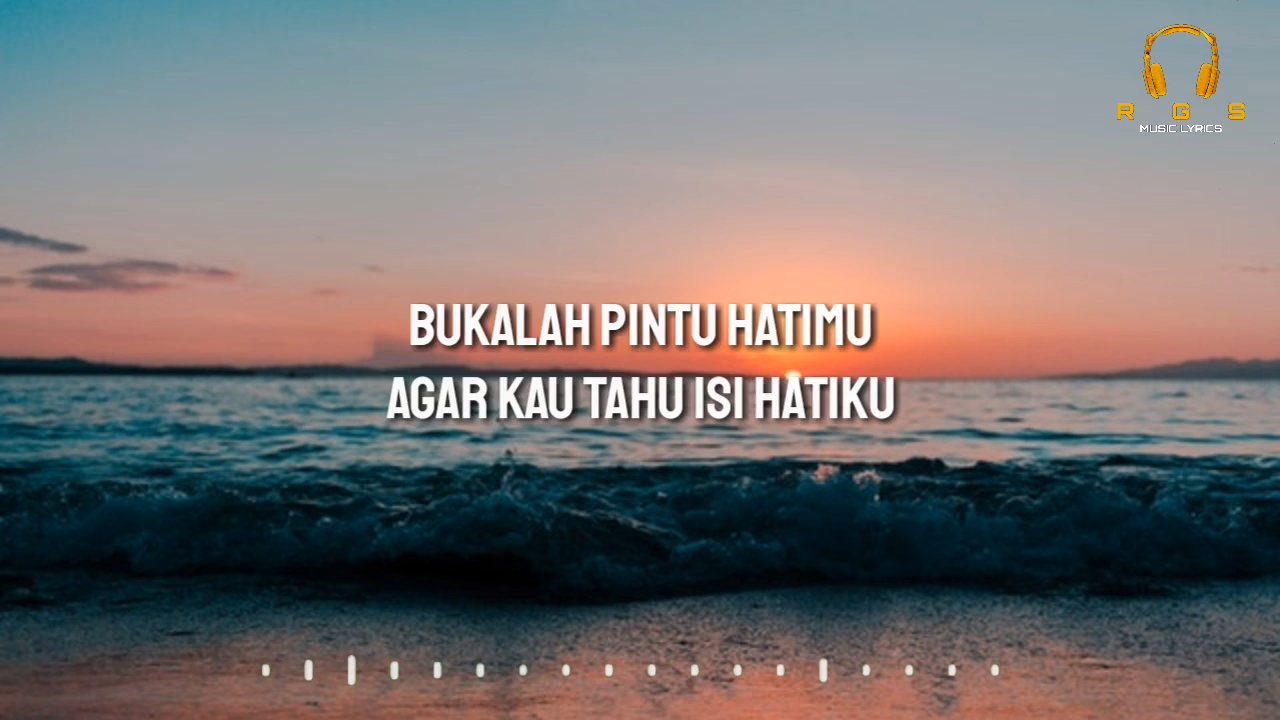 R G S
MUSIC LYRICS
BUKALAH PINTU HATIMU
AGAR KAU TAHU ISI HATIKU